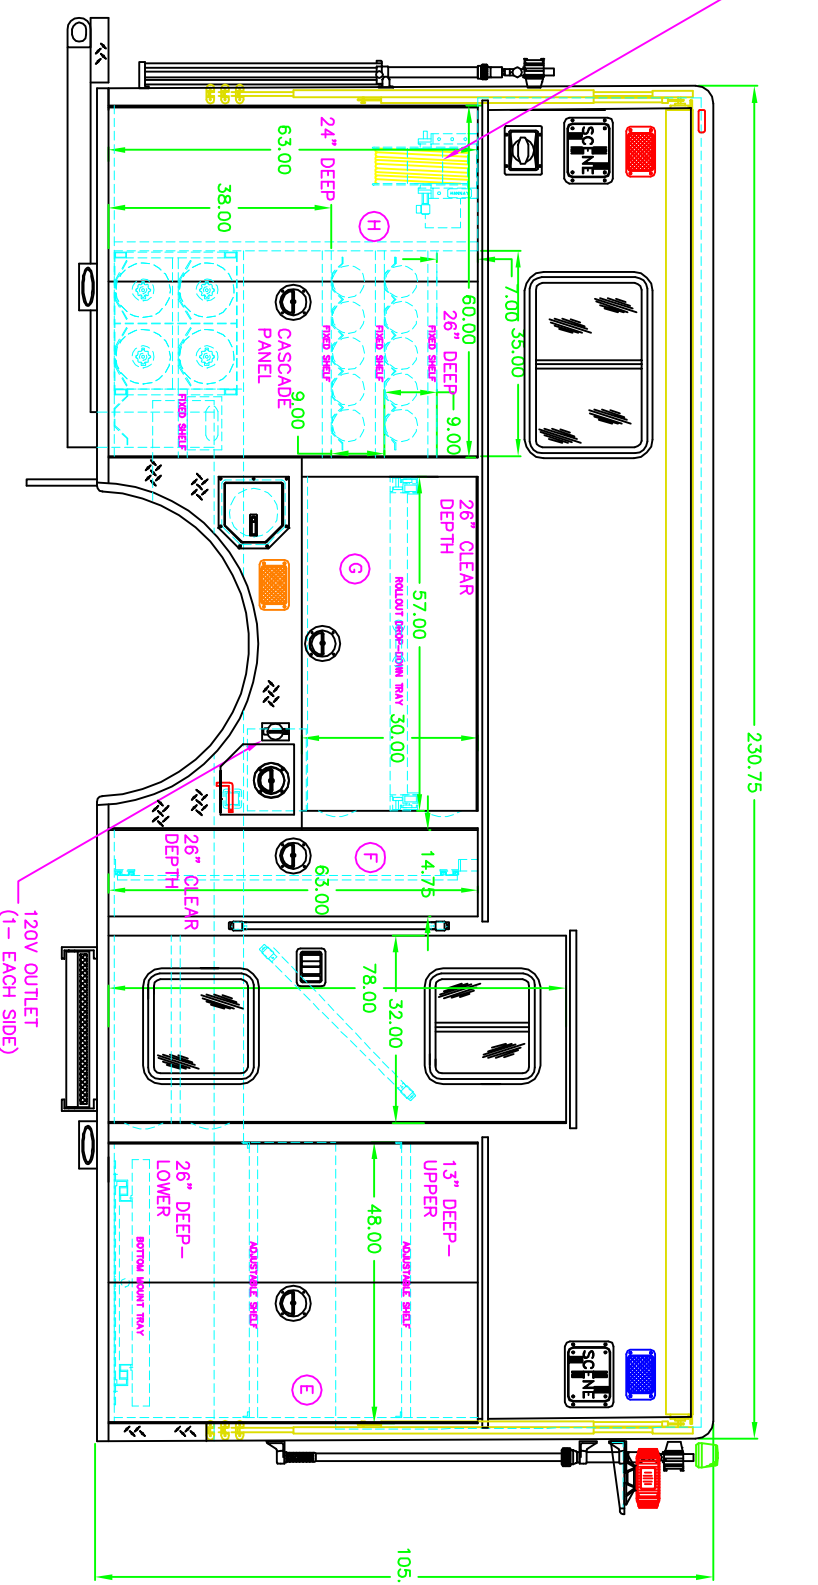 230.75
SCENE
SCENE
24" DEEP
63.00
38.00
H
7.00
35.00
60.00
26" DEEP
FIXED SHELF
FIXED SHELF
FIXED SHELF
CASCADE
PANEL
9.00
9.00
FIXED SHELF
26" CLEAR
DEPTH
G
57.00
ROLLOUT DROP-DOWN TRAY
30.00
F
14.75
63.00
26" CLEAR
DEPTH
120V OUTLET
(1- EACH SIDE)
78.00
32.00
13" DEEP-
UPPER
26" DEEP-
LOWER
48.00
ADJUSTABLE SHELF
ADJUSTABLE SHELF
BOTTOM MOUNT TRAY
E
105.